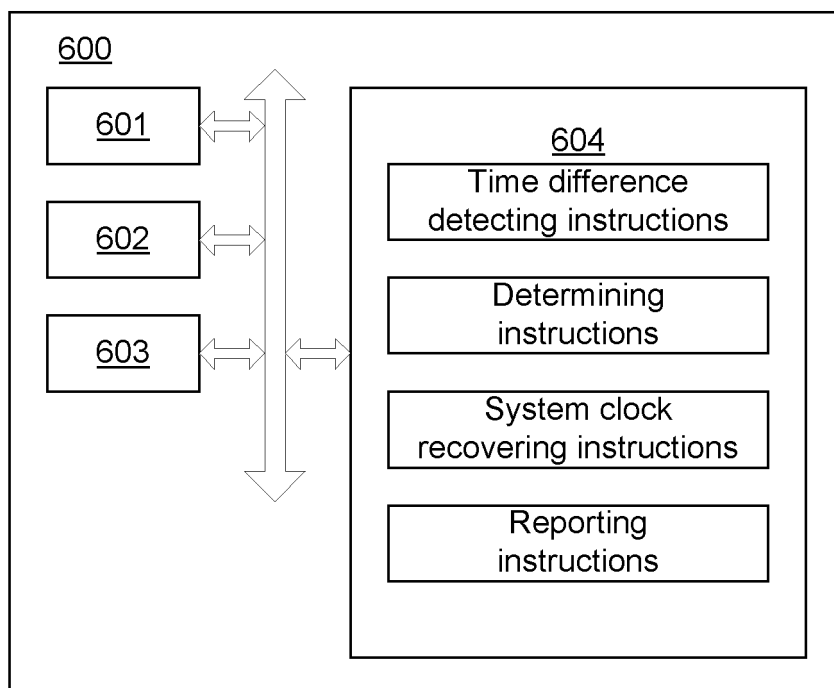 600
601
602
603
604
Time difference
detecting instructions
Determining
instructions
System clock
recovering instructions
Reporting
instructions